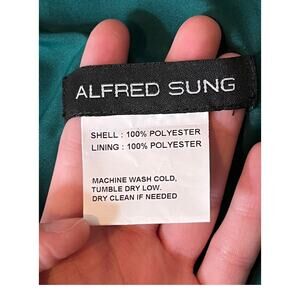 ALFRED SUNG
SHELL : 100% POLYESTER
LINING : 100% POLYESTER
MACHINE WASH COLD,
TUMBLE DRY LOW.
DRY CLEAN IF NEEDED